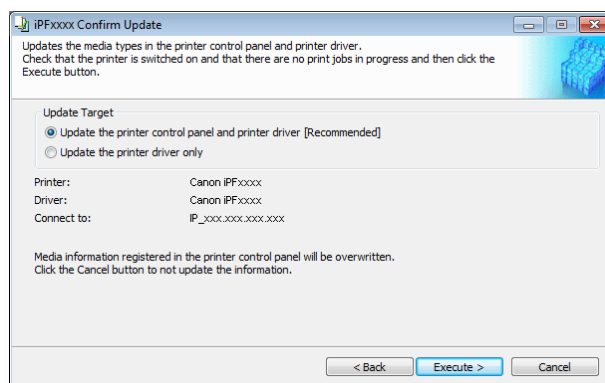 iPFxxxx Confirm Update
Updates the media types in the printer control panel and printer driver.
Check that the printer is switched on and that there are no print jobs in progress and then click the
Execute button.
Update Target
Update the printer control panel and printer driver [Recommended]
Update the printer driver only
Printer: Canon iPFxxxx
Driver: Canon iPFxxxx
Connect to: IP_xxx.xxx.xxx.xxx
Media information registered in the printer control panel will be overwritten.
Click the Cancel button to not update the information.
< Back Execute > Cancel